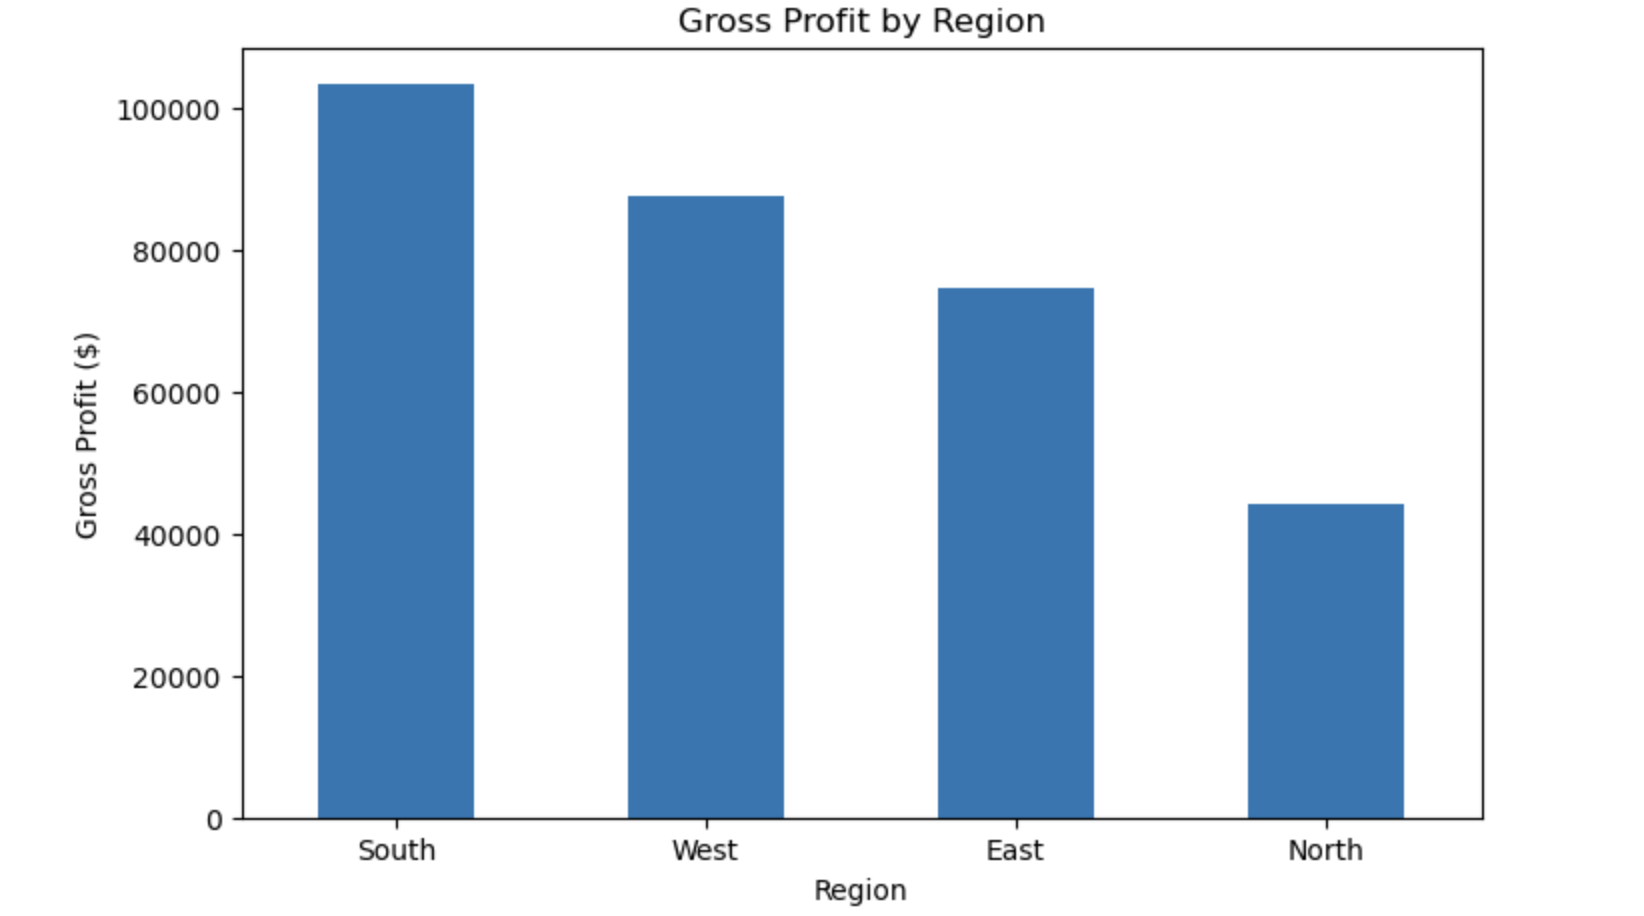 Gross Profit by Region
Gross Profit ($)
100000
80000
60000
40000
20000
0
South West East North
Region